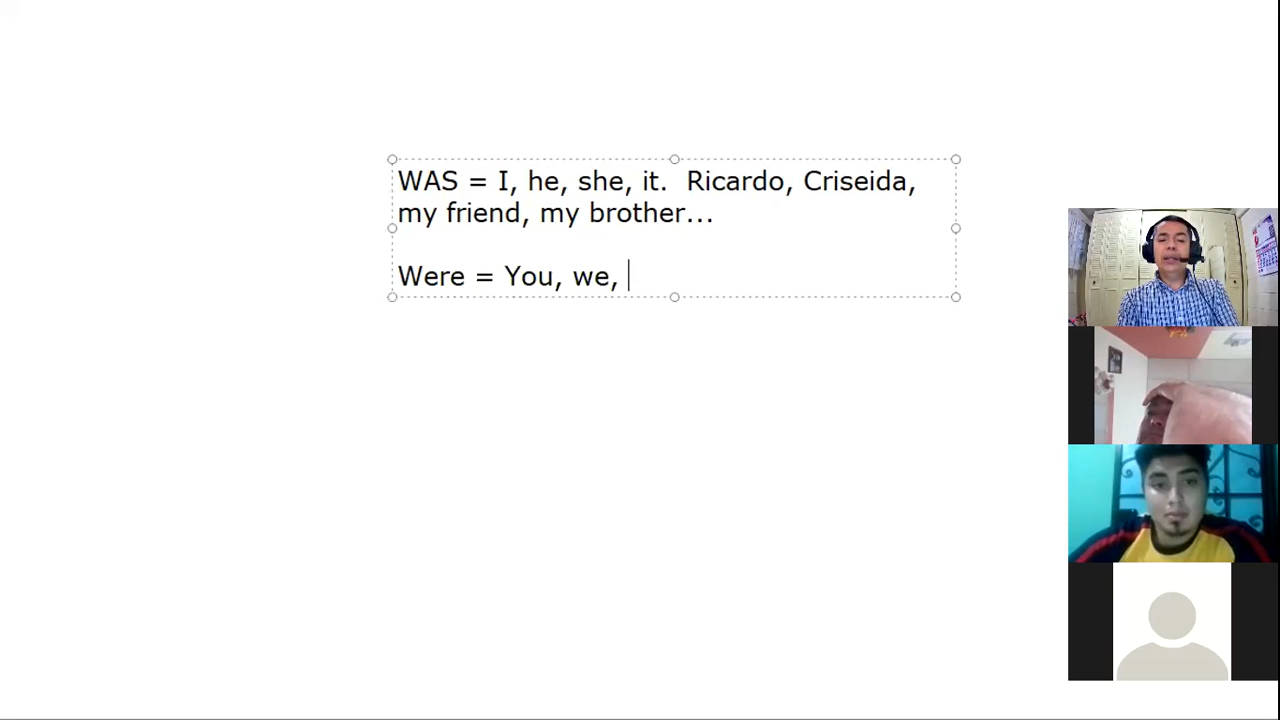 WAS = I, he, she, it.  Ricardo, Criseida,
my friend, my brother...
Were = You, we,